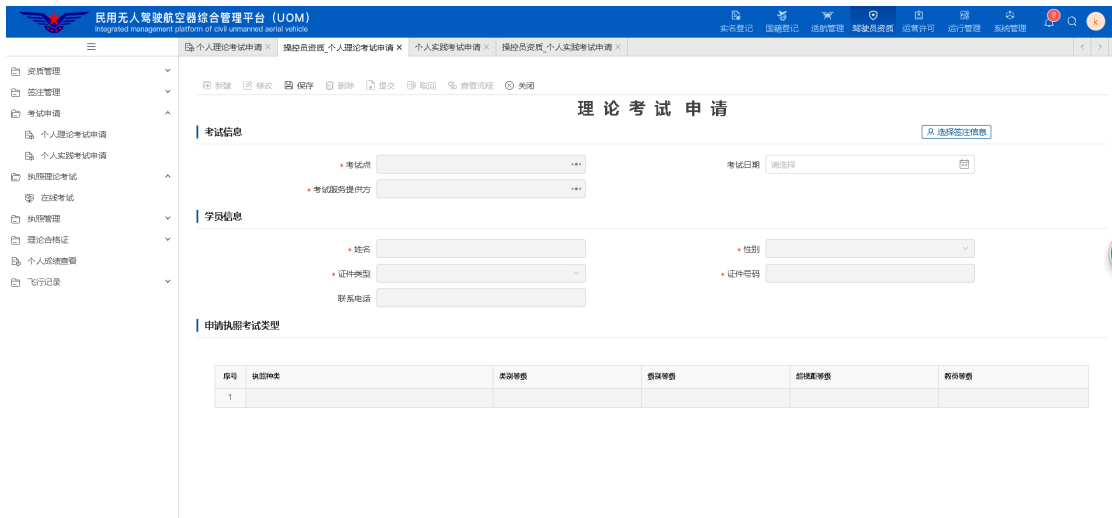 民用无人驾驶航空器综合管理平台（UOM）
Integrated management platform of civil unmanned aerial vehicle
实名登记 国籍登记 适航管理 驾驶员资质 运营许可 运行管理 系统管理 8 k
个人理论考试申请 × 操控员资质_个人理论考试申请 × 个人实践考试申请 × 操控员资质_个人实践考试申请 ×
资质管理
签注管理
考试申请
个人理论考试申请
个人实践考试申请
执照理论考试
在线考试
执照管理
理论合格证
个人成绩查看
飞行记录
新建 修改 保存 删除 提交 取回 查看流程 关闭
理 论 考 试 申 请
考试信息 选择签注信息
* 考试点 考试日期 请选择
* 考试服务提供方
学员信息
* 姓名 * 性别
* 证件类型 * 证件号码
联系电话
申请执照考试类型
序号 执照种类 类别等级 级别等级 超视距等级 教员等级
1